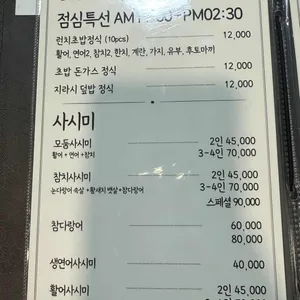 점심특선 AM 1 :00~PM02:30
런치초밥정식 (10pcs) 12,000
활어, 연어2, 참치2, 한치, 계란, 가지, 유부, 후토마끼
초밥 돈가스 정식 12,000
지라시 덮밥 정식 12,000
사시미
모둠사시미 2인 45,000
활어 +연어 +참치 3-4인 70,000
참치사시미 2인 45,000
눈다랑어 속살 +황새치 뱃살+참다랑어 3-4인 70,000
스페셜 90,000
참다랑어 60,000
80,000
생연어사시미 40,000
활어사시미 2인 45,000